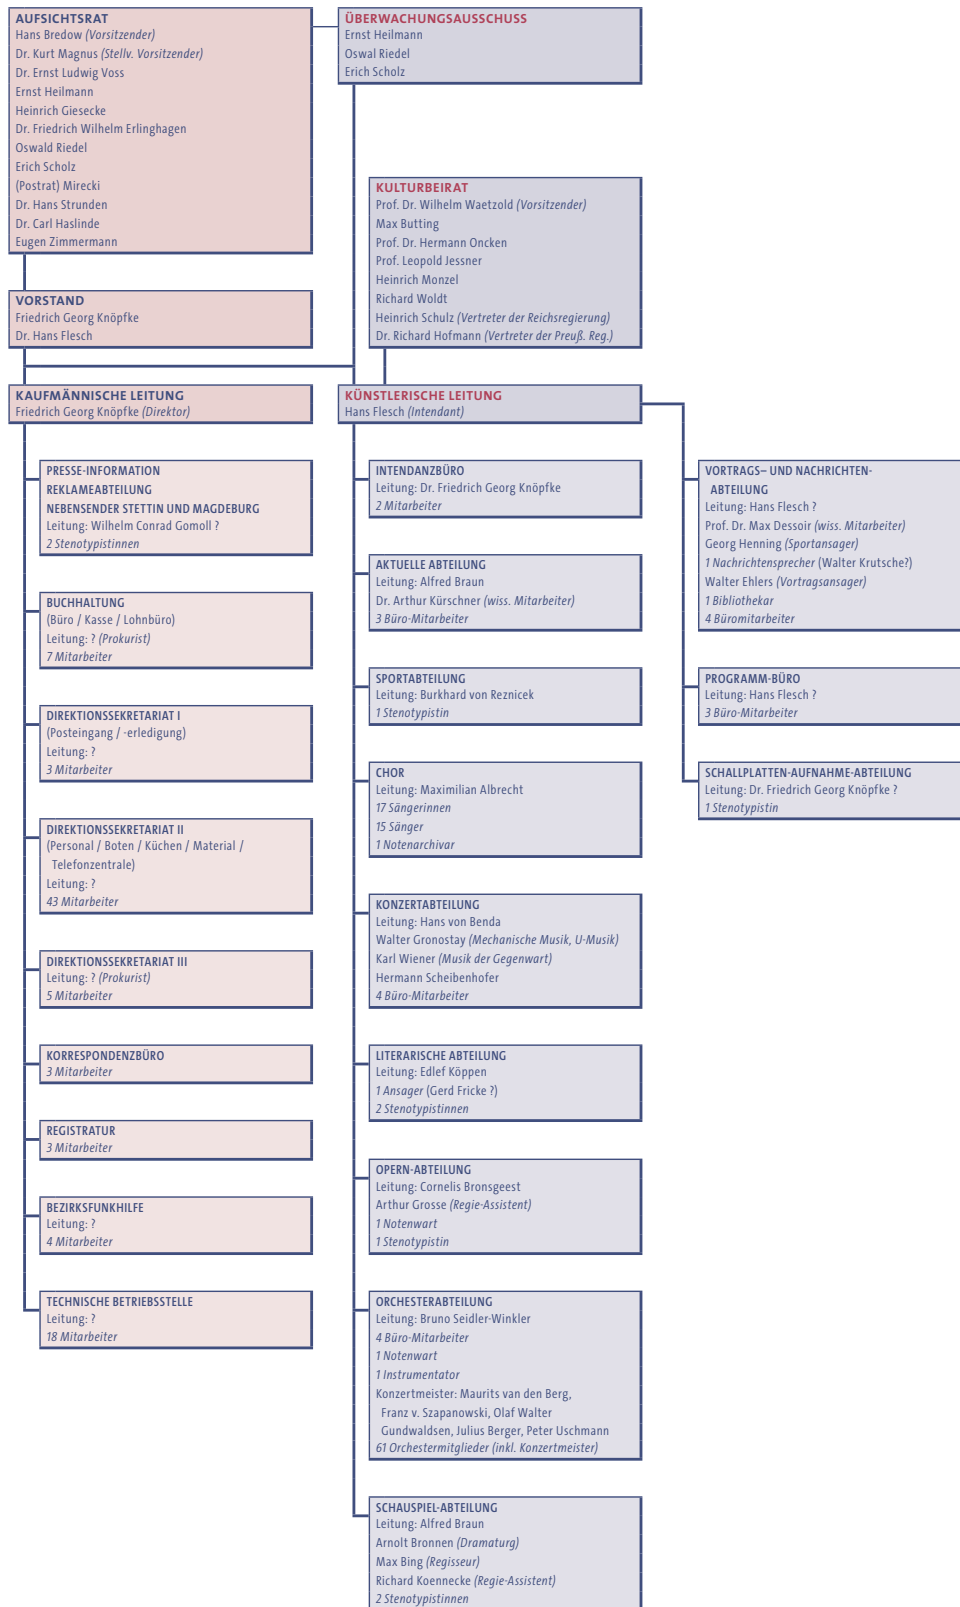 AUFSICHTSRAT
Hans Bredow (Vorsitzender)
Dr. Kurt Magnus (Stellv. Vorsitzender)
Dr. Ernst Ludwig Voss
Ernst Heilmann
Heinrich Giesecke
Dr. Friedrich Wilhelm Erlinghagen
Oswald Riedel
Erich Scholz
(Postrat) Mirecki
Dr. Hans Strunden
Dr. Carl Haslinde
Eugen Zimmermann
ÜBERWACHUNGSAUSSCHUSS
Ernst Heilmann
Oswal Riedel
Erich Scholz
KULTURBEIRAT
Prof. Dr. Wilhelm Waetzold (Vorsitzender)
Max Butting
Prof. Dr. Hermann Oncken
Prof. Leopold Jessner
Heinrich Monzel
Richard Woldt
Heinrich Schulz (Vertreter der Reichsregierung)
Dr. Richard Hofmann (Vertreter der Preuß. Reg.)
VORSTAND
Friedrich Georg Knöpfke
Dr. Hans Flesch
KAUFMÄNNISCHE LEITUNG
Friedrich Georg Knöpfke (Direktor)
KÜNSTLERISCHE LEITUNG
Hans Flesch (Intendant)
PRESSE-INFORMATION
REKLAMEABTEILUNG
NEBENSENDER STETTIN UND MAGDEBURG
Leitung: Wilhelm Conrad Gomoll ?
2 Stenotypistinnen
BUCHHALTUNG
(Büro / Kasse / Lohnbüro)
Leitung: ? (Prokurist)
7 Mitarbeiter
DIREKTIONSSEKRETARIAT I
(Posteingang / -erledigung)
Leitung: ?
3 Mitarbeiter
DIREKTIONSSEKRETARIAT II
(Personal / Boten / Küchen / Material /
Telefonzentrale)
Leitung: ?
43 Mitarbeiter
DIREKTIONSSEKRETARIAT III
Leitung: ? (Prokurist)
5 Mitarbeiter
KORRESPONDENZBÜRO
3 Mitarbeiter
REGISTRATUR
3 Mitarbeiter
BEZIRKSFUNKHILFE
Leitung: ?
4 Mitarbeiter
TECHNISCHE BETRIEBSSTELLE
Leitung: ?
18 Mitarbeiter
INTENDANZBÜRO
Leitung: Dr. Friedrich Georg Knöpfke
2 Mitarbeiter
AKTUELLE ABTEILUNG
Leitung: Alfred Braun
Dr. Arthur Kürschner (wiss. Mitarbeiter)
3 Büro-Mitarbeiter
SPORTABTEILUNG
Leitung: Burkhard von Reznicek
1 Stenotypistin
CHOR
Leitung: Maximilian Albrecht
17 Sängerinnen
15 Sänger
1 Notenarchivar
KONZERTABTEILUNG
Leitung: Hans von Benda
Walter Gronostay (Mechanische Musik, U-Musik)
Karl Wiener (Musik der Gegenwart)
Hermann Scheibenhofer
4 Büro-Mitarbeiter
LITERARISCHE ABTEILUNG
Leitung: Edlef Köppen
1 Ansager (Gerd Fricke ?)
2 Stenotypistinnen
OPERN-ABTEILUNG
Leitung: Cornelis Bronsgeest
Arthur Grosse (Regie-Assistent)
1 Notenwart
1 Stenotypistin
ORCHESTERABTEILUNG
Leitung: Bruno Seidler-Winkler
4 Büro-Mitarbeiter
1 Notenwart
1 Instrumentator
Konzertmeister: Maurits van den Berg,
Franz v. Szapanowski, Olaf Walter
Gundwaldsen, Julius Berger, Peter Uschmann
61 Orchestermitglieder (inkl. Konzertmeister)
SCHAUSPIEL-ABTEILUNG
Leitung: Alfred Braun
Arnolt Bronnen (Dramaturg)
Max Bing (Regisseur)
Richard Koennecke (Regie-Assistent)
2 Stenotypistinnen
VORTRAGS– UND NACHRICHTEN-
ABTEILUNG
Leitung: Hans Flesch ?
Prof. Dr. Max Dessoir (wiss. Mitarbeiter)
Georg Henning (Sportansager)
1 Nachrichtensprecher (Walter Krutsche?)
Walter Ehlers (Vortragsansager)
1 Bibliothekar
4 Büromitarbeiter
PROGRAMM-BÜRO
Leitung: Hans Flesch ?
3 Büro-Mitarbeiter
SCHALLPLATTEN-AUFNAHME-ABTEILUNG
Leitung: Dr. Friedrich Georg Knöpfke ?
1 Stenotypistin